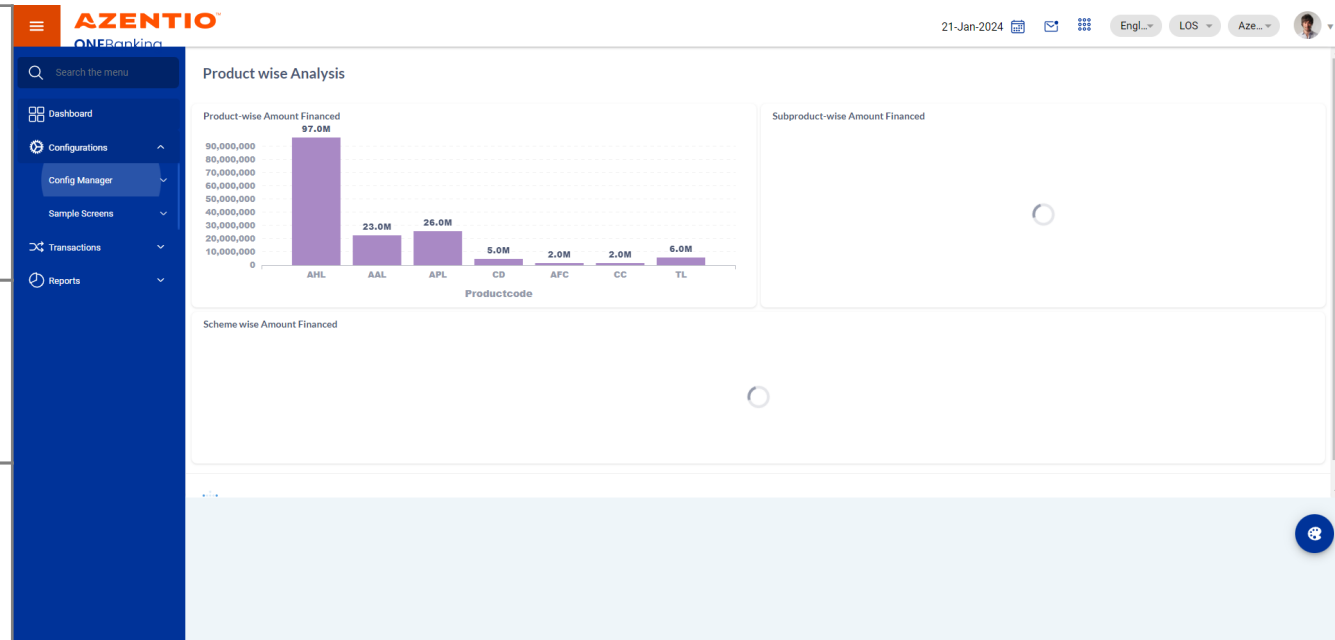 AZENTIO™
ONEBanking
21-Jan-2024
Engl...
LOS
Aze...
Search the menu
Dashboard
Configurations
Config Manager
Sample Screens
Transactions
Reports
Product wise Analysis
Product-wise Amount Financed
97.0M
90,000,000
80,000,000
70,000,000
60,000,000
50,000,000
40,000,000
30,000,000
20,000,000
10,000,000
0
23.0M
26.0M
5.0M
2.0M
2.0M
6.0M
AHL AAL APL CD AFC CC TL
Productcode
Subproduct-wise Amount Financed
Scheme wise Amount Financed